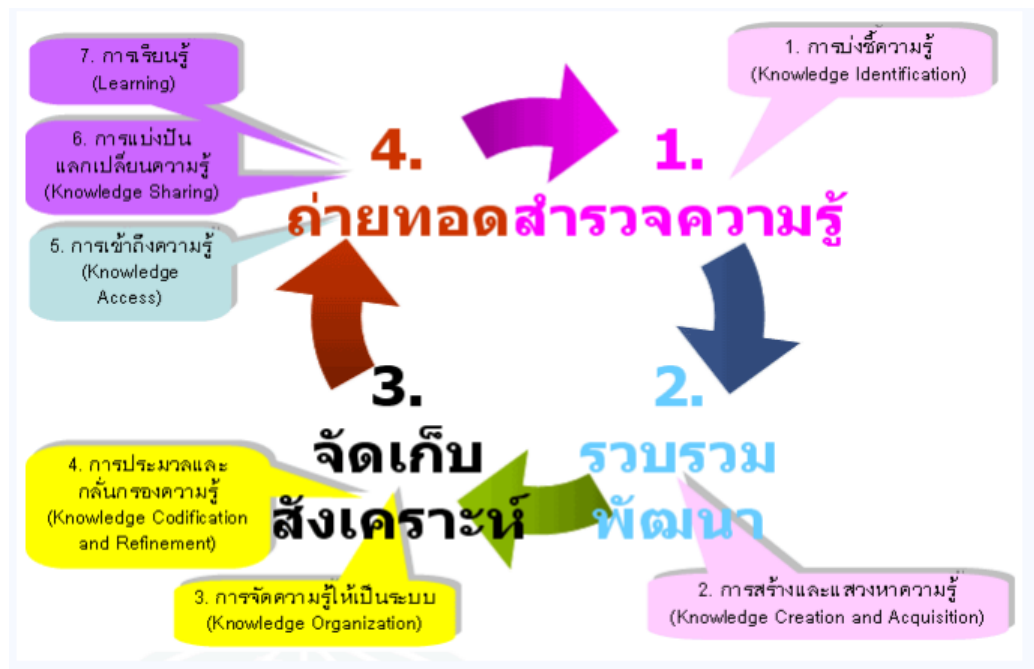 7. การเรียนรู้
(Learning)
1. การบ่งชี้ความรู้
(Knowledge Identification)
6. การแบ่งปัน
แลกเปลี่ยนความรู้
(Knowledge Sharing)
4.
ถ่ายทอด
1.
สำรวจความรู้
5. การเข้าถึงความรู้
(Knowledge
Access)
3.
จัดเก็บ
สังเคราะห์
2.
รวบรวม
พัฒนา
4. การประมวลและ
กลั่นกรองความรู้
(Knowledge Codification
and Refinement)
3. การจัดความรู้ให้เป็นระบบ
(Knowledge Organization)
2. การสร้างและแสวงหาความรู้
(Knowledge Creation and Acquisition)